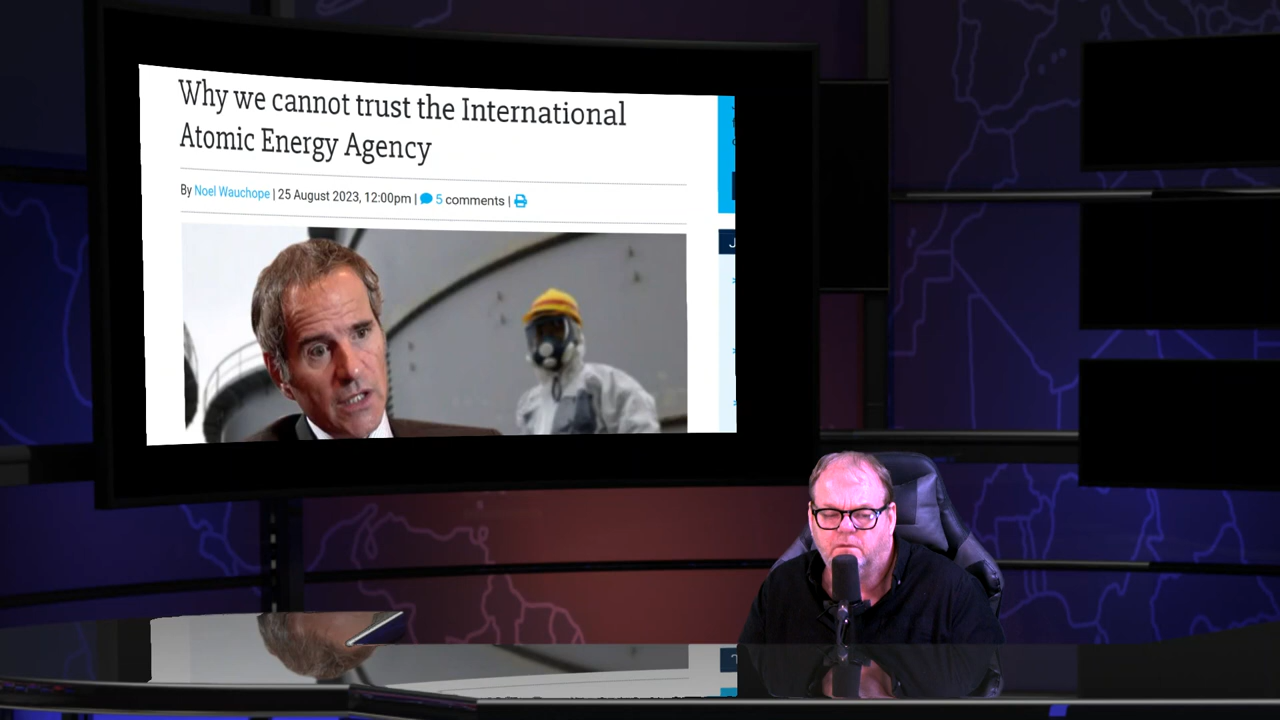 Why we cannot trust the International
Atomic Energy Agency
By Noel Wauchope | 25 August 2023, 12:00pm | 5 comments |
J